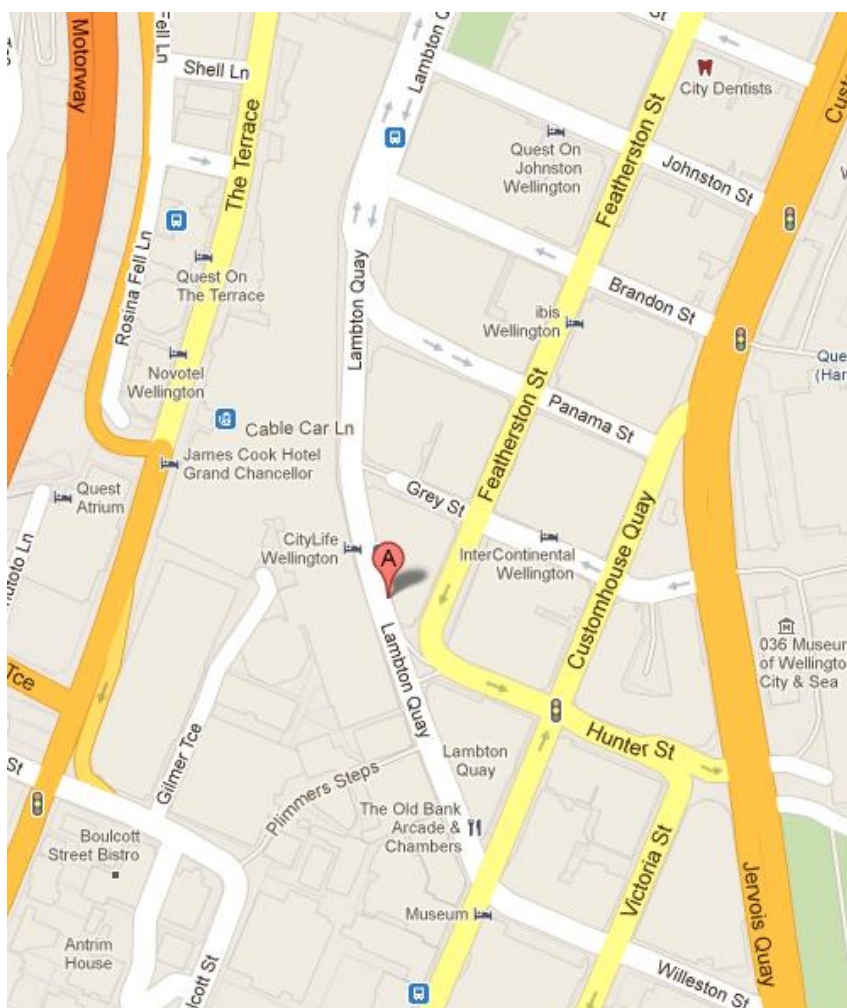 Motorway
Fell Ln
Shell Ln
The Terrace
Lambton Q
City Dentists
Quest On
Johnston
Wellington
Johnston St
Featherston St
Rosina Fell Ln
Quest On
The Terrace
Lambton Quay
Brandon St
ibis
Wellington
Novotel
Wellington
Cable Car Ln
Panama St
James Cook Hotel
Grand Chancellor
Featherston St
Quest
Atrium
Grey St
CityLife
Wellington
A
InterContinental
Wellington
Customhouse Quay
036 Museum
of Wellington
City & Sea
Lambton Quay
Tce
Gilmer Tce
Hunter St
Lambton
Quay
St
Plimmers Steps
The Old Bank
Arcade &
Chambers
Boulcott
Street Bistro
Victoria St
Jervois Quay
Museum
Antrim
House
Willeston St